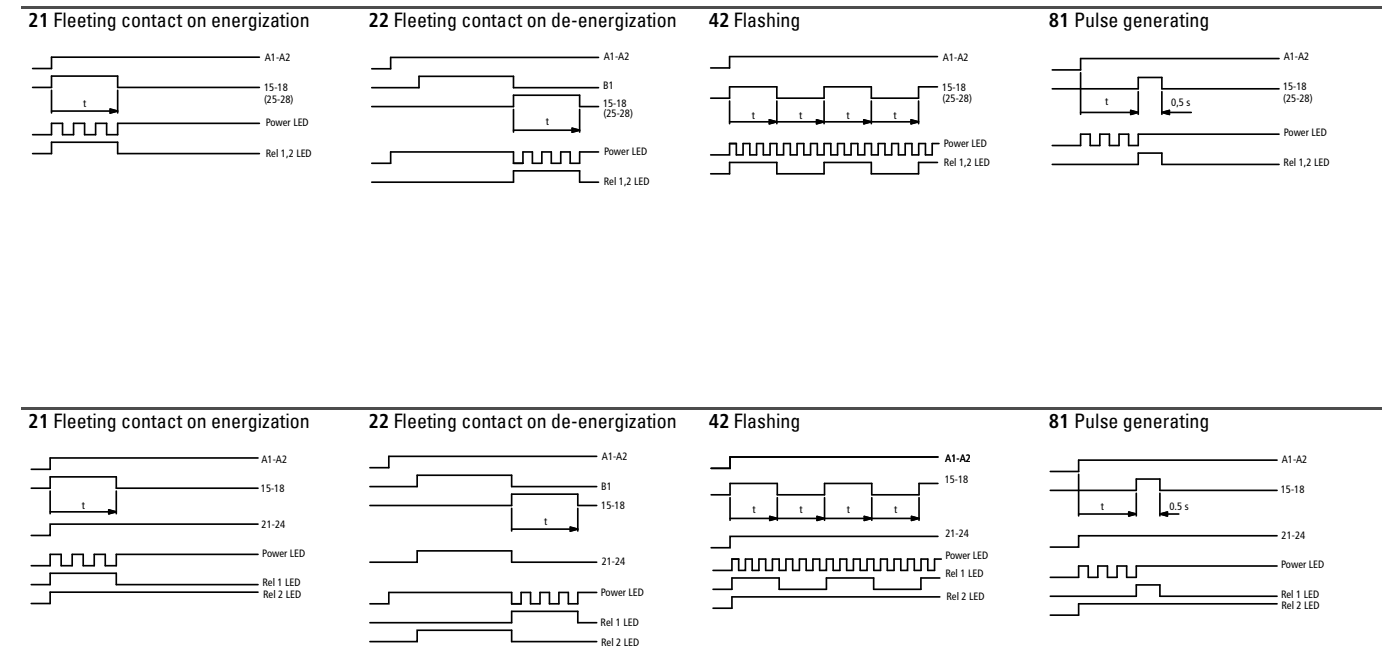 21 Fleeting contact on energization
A1-A2
15-18
(25-28)
t
Power LED
Rel 1,2 LED
22 Fleeting contact on de-energization
A1-A2
B1
15-18
(25-28)
t
Power LED
Rel 1,2 LED
42 Flashing
A1-A2
15-18
(25-28)
t t t t
Power LED
Rel 1,2 LED
81 Pulse generating
A1-A2
15-18
(25-28)
t 0,5 s
Power LED
Rel 1,2 LED
21 Fleeting contact on energization
A1-A2
15-18
t
21-24
Power LED
Rel 1 LED
Rel 2 LED
22 Fleeting contact on de-energization
A1-A2
B1
15-18
t
21-24
Power LED
Rel 1 LED
Rel 2 LED
42 Flashing
A1-A2
15-18
t t t t
21-24
Power LED
Rel 1 LED
Rel 2 LED
81 Pulse generating
A1-A2
15-18
t 0.5 s
21-24
Power LED
Rel 1 LED
Rel 2 LED